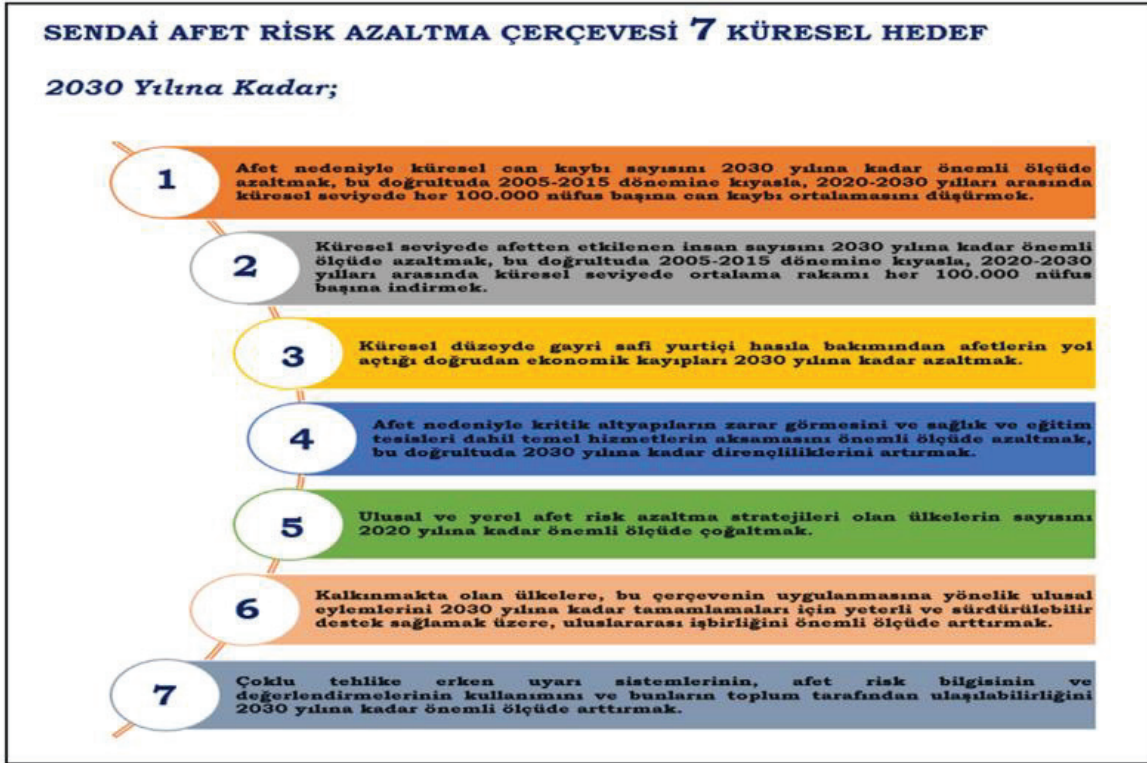 SENDAİ AFET RİSK AZALTMA ÇERÇEVESİ 7 KÜRESEL HEDEF
2030 Yılına Kadar;
1
Afet nedeniyle küresel can kaybı sayısını 2030 yılına kadar önemli ölçüde
azaltmak, bu doğrultuda 2005-2015 dönemine kıyasla, 2020-2030 yılları arasında
küresel seviyede her 100.000 nüfus başına can kaybı ortalamasını düşürmek.
2
Küresel seviyede afetten etkilenen insan sayısını 2030 yılına kadar önemli
ölçüde azaltmak, bu doğrultuda 2005-2015 dönemine kıyasla, 2020-2030
yılları arasında küresel seviyede ortalama rakamı her 100.000 nüfus
başına indirmek.
3
Küresel düzeyde gayri safi yurtiçi hasıla bakımından afetlerin yol
açtığı doğrudan ekonomik kayıpları 2030 yılına kadar azaltmak.
4
Afet nedeniyle kritik altyapıların zarar görmesini ve sağlık ve eğitim
tesisleri dahil temel hizmetlerin aksamasını önemli ölçüde azaltmak,
bu doğrultuda 2030 yılına kadar dirençliliklerini artırmak.
5
Ulusal ve yerel afet risk azaltma stratejileri olan ülkelerin sayısını
2020 yılına kadar önemli ölçüde çoğaltmak.
6
Kalkınmakta olan ülkelere, bu çerçevenin uygulanmasına yönelik ulusal
eylemlerini 2030 yılına kadar tamamlamaları için yeterli ve sürdürülebilir
destek sağlamak üzere, uluslararası işbirliğini önemli ölçüde arttırmak.
7
Çoklu tehlike erken uyarı sistemlerinin, afet risk bilgisinin ve
değerlendirmelerinin kullanımını ve bunların toplum tarafından ulaşılabilirliğini
2030 yılına kadar önemli ölçüde arttırmak.